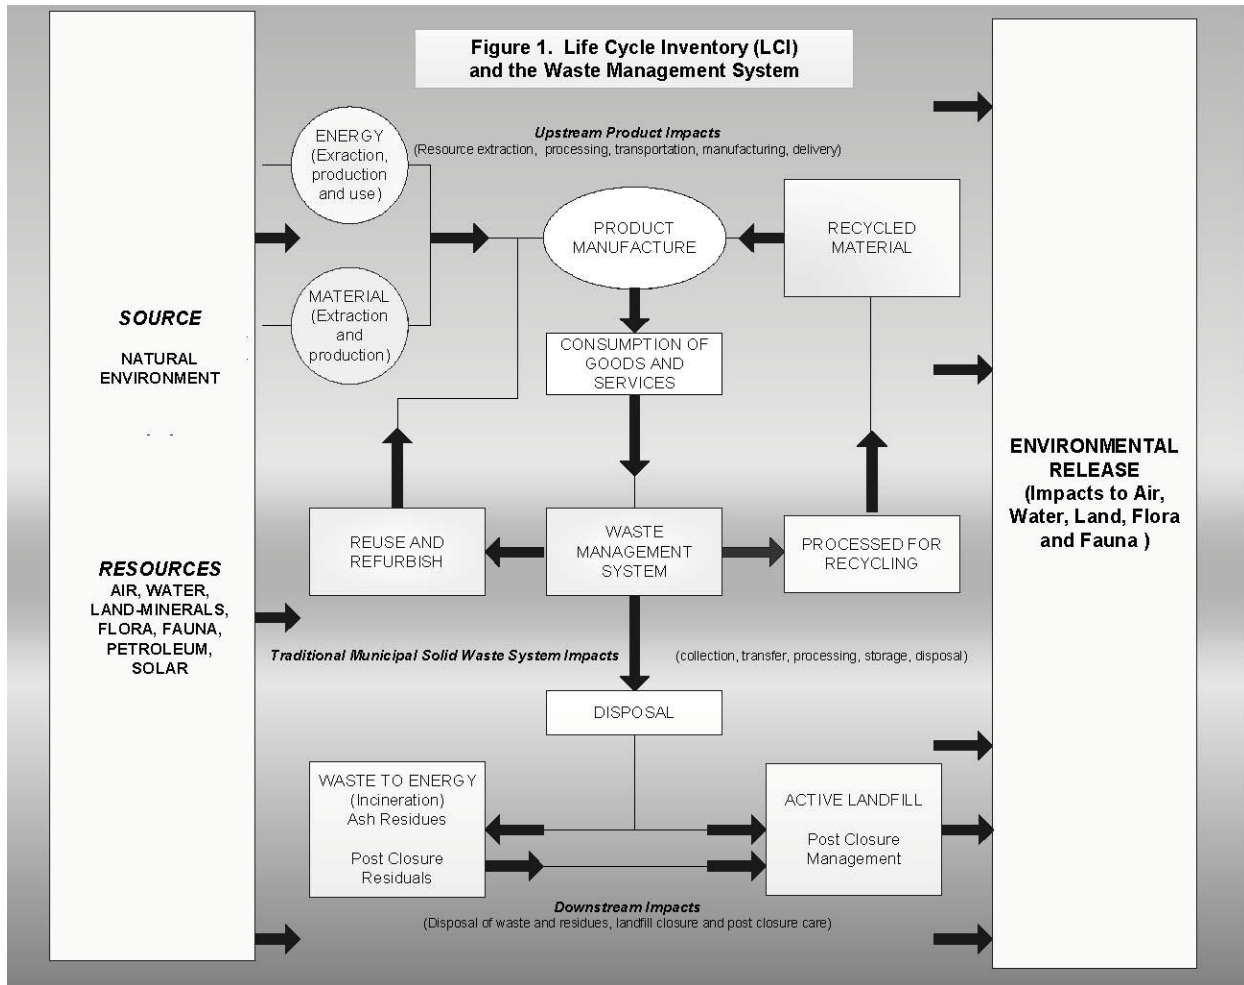 Figure 1.  Life Cycle Inventory (LCI)
and the Waste Management System
Upstream Product Impacts
(Resource extraction,  processing, transportation, manufacturing, delivery)
SOURCE
NATURAL
ENVIRONMENT
RESOURCES
AIR, WATER,
LAND-MINERALS,
FLORA, FAUNA,
PETROLEUM,
SOLAR
ENERGY
(Exraction,
production
and use)
MATERIAL
(Extraction
and
production)
PRODUCT
MANUFACTURE
RECYCLED
MATERIAL
CONSUMPTION OF
GOODS AND
SERVICES
REUSE AND
REFURBISH
WASTE
MANAGEMENT
SYSTEM
PROCESSED FOR
RECYCLING
Traditional Municipal Solid Waste System Impacts
(collection, transfer, processing, storage, disposal)
DISPOSAL
WASTE TO ENERGY
(Incineration)
Ash Residues
Post Closure
Residuals
ACTIVE LANDFILL
Post Closure
Management
Downstream Impacts
(Disposal of waste and residues, landfill closure and post closure care)
ENVIRONMENTAL
RELEASE
(Impacts to Air,
Water, Land, Flora
and Fauna )